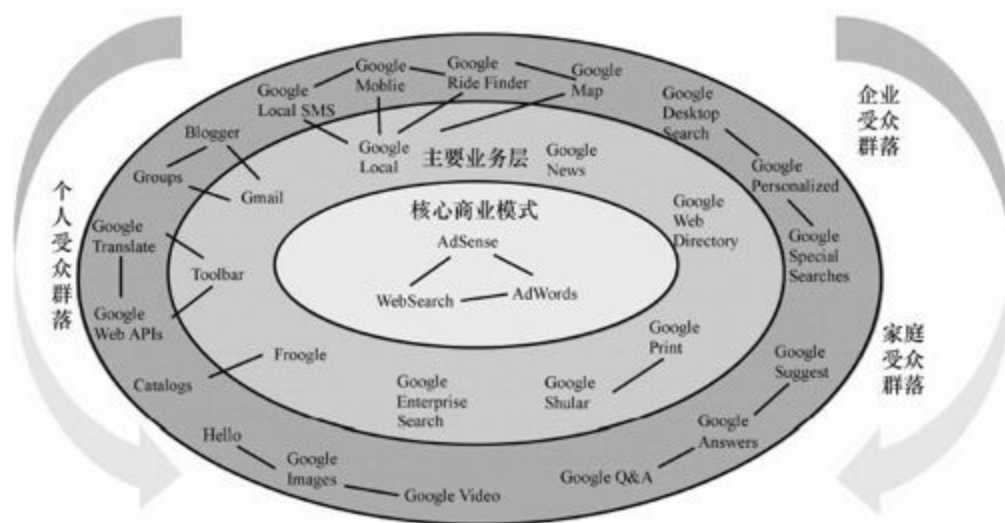 Google
Moblie
Google
Ride Finder
Google
Map
Google
Local SMS
Google
Desktop
Search
企业
受众
群落
Blogger
Google
Local
主要业务层
Google
News
Groups
Gmail
Google
Personalized
个
人
受
众
群
落
Google
Translate
Toolbar
核心商业模式
AdSense
WebSearch
AdWords
Google
Web
Directory
Google
Special
Searches
Google
Web APIs
Froogle
Catalogs
Google
Enterprise
Search
Google
Shular
Google
Print
家庭
受众
群落
Google
Suggest
Google
Answers
Hello
Google
Images
Google Video
Google Q&A